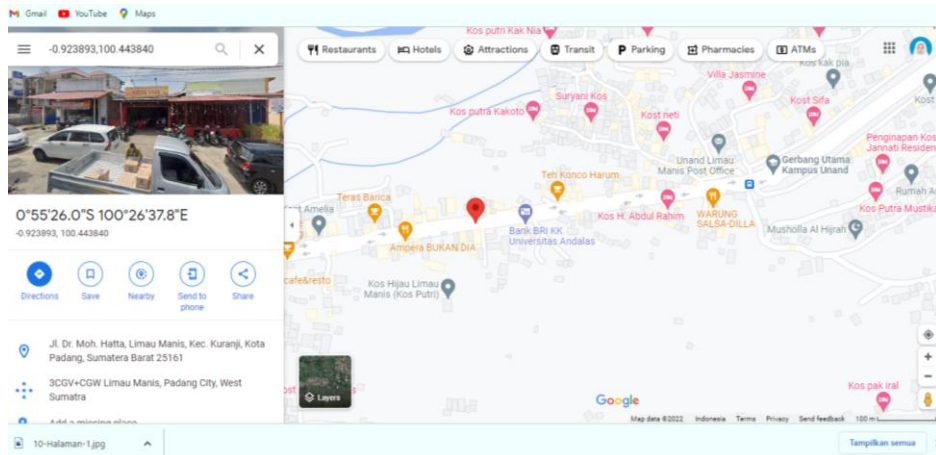 Gmail YouTube Maps
-0.923893,100.443840
Restaurants Hotels Attractions Transit Parking Pharmacies ATMs
0°55'26.0"S 100°26'37.8"E
-0.923893, 100.443840
Directions Save Nearby Send to phone Share
Jl. Dr. Moh. Hatta, Limau Manis, Kec. Kuranji, Kota
Padang, Sumatera Barat 25161
3CGV+CGW Limau Manis, Padang City, West
Sumatra
Add a missing place
Kos putri Kak Nia
Kos kak pia
Villa Jasmine
Suryani Kos
Kost Sifa
Kost
Kos putra Kakoto
Kost neti
Penginapan Kos
Jannati Residen
Unand Limau
Manis Post Office
Gerbang Utama
Kampus Unand
Teh Konco Harum
Rumah A
Teras Barica
Amelia
Kos H. Abdul Rahim
WARUNG
SALSA-DILLA
Kos Putra Mustika
Bank BRI KK
Universitas Andalas
Musholla Al Hijrah
Ampera BUKAN DIA
cafe&resto
Kos Hijau Limau
Manis (Kos Putri)
Kos pak iral
Layers
Google
Map data ©2022 Indonesia Terms Privacy Send feedback 100 m
10-Halaman-1.jpg
Tampilkan semua